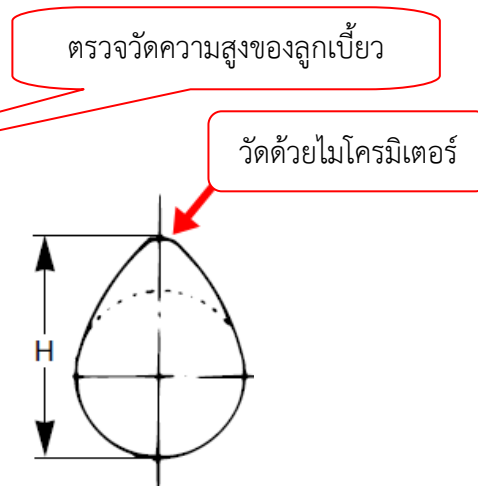 ตรวจวัดความสูงของลูกเบี้ยว
วัดด้วยไมโครมิเตอร์
H